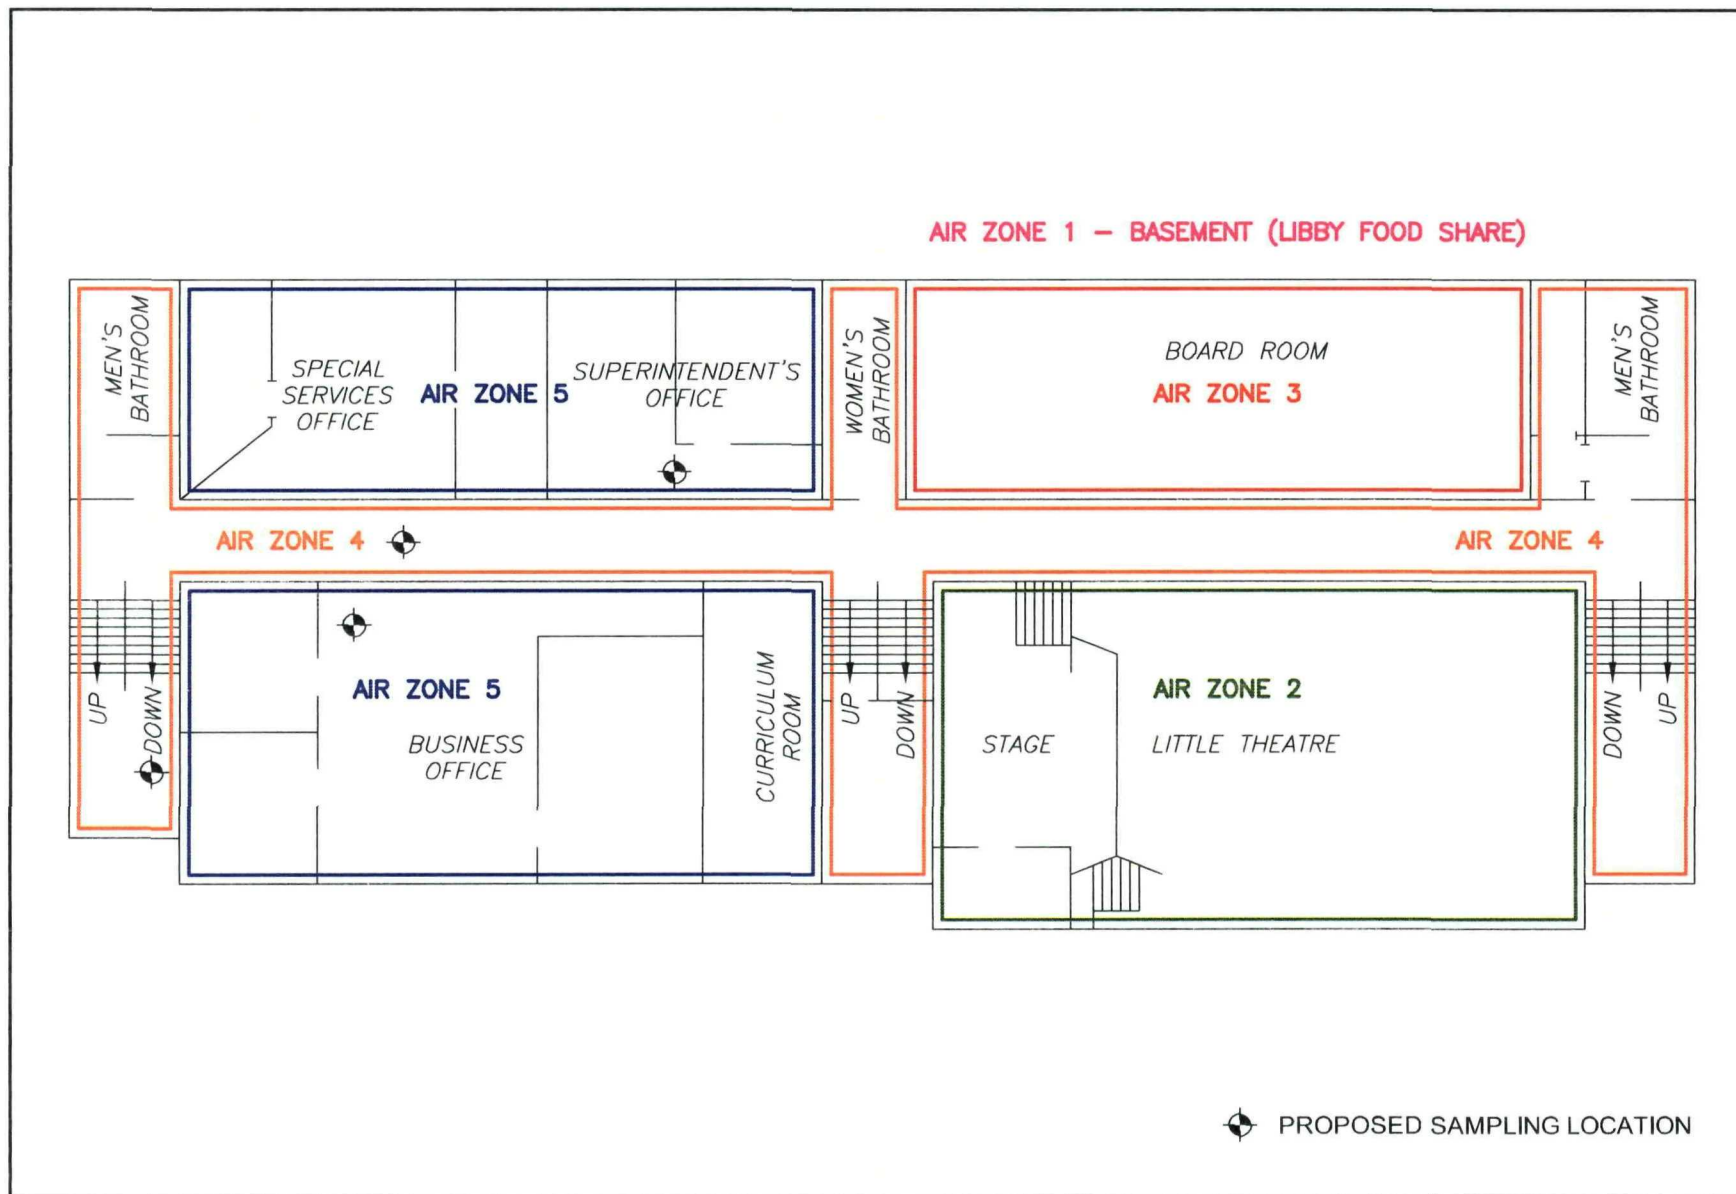 AIR ZONE 1 – BASEMENT (LIBBY FOOD SHARE)
MEN'S
BATHROOM
SPECIAL
SERVICES
OFFICE
AIR ZONE 5
SUPERINTENDENT'S
OFFICE
WOMEN'S
BATHROOM
BOARD ROOM
AIR ZONE 3
MEN'S
BATHROOM
AIR ZONE 4
AIR ZONE 4
UP
DOWN
AIR ZONE 5
BUSINESS
OFFICE
CURRICULUM
ROOM
UP
DOWN
STAGE
AIR ZONE 2
LITTLE THEATRE
DOWN
UP
PROPOSED SAMPLING LOCATION